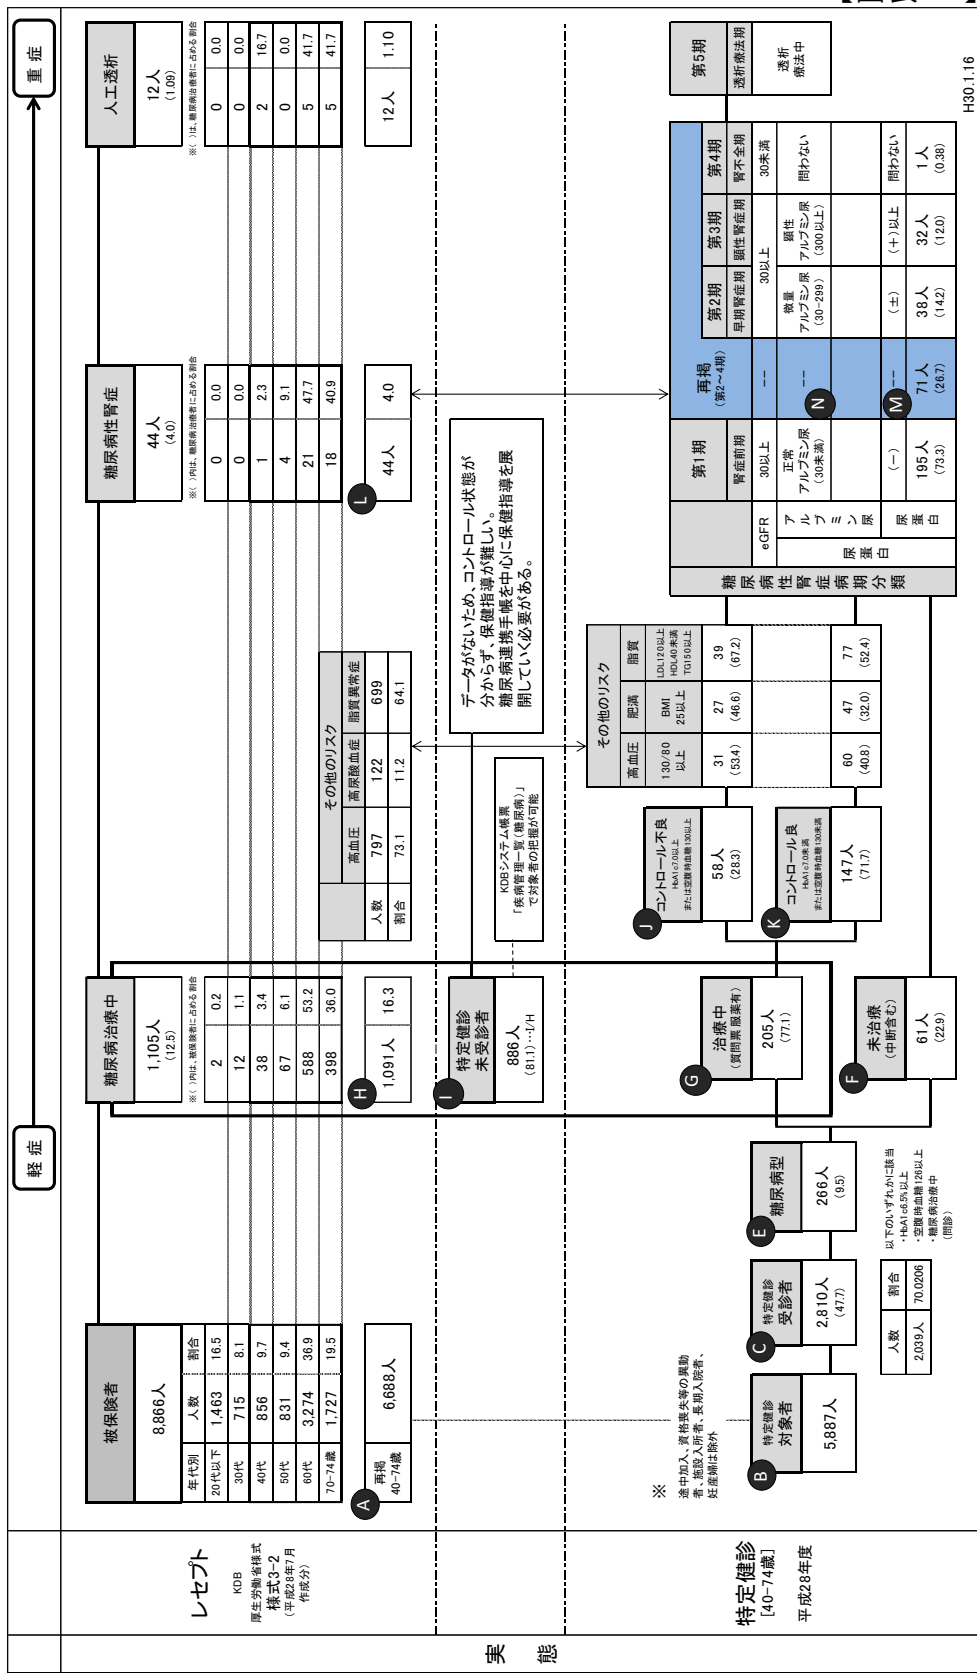 軽症
重症
実態
レセプト
KDB
厚生労働省様式
様式3-2
(平成28年7月
作成分)
被保険者
8,866人
年代別 人数 割合
20代以下 1,463 16.5
30代 715 8.1
40代 856 9.7
50代 831 9.4
60代 3,274 36.9
70-74歳 1,727 19.5
A
再掲
40-74歳
6,688人
糖尿病治療中
1,105人
(12.5)
※( )内は、被保険者に占める割合
2 0.2
12 1.1
38 3.4
67 6.1
588 53.2
398 36.0
H
1,091人 16.3
その他のリスク
高血圧 高尿酸血症 脂質異常症
人数 797 122 699
割合 73.1 11.2 64.1
糖尿病性腎症
44人
(4.0)
※( )内は、糖尿病治療者に占める割合
0 0.0
0 0.0
1 2.3
4 9.1
21 47.7
18 40.9
L
44人 4.0
人工透析
12人
(1.09)
※( )は、糖尿病治療者に占める割合
0 0.0
0 0.0
2 16.7
0 0.0
5 41.7
5 41.7
12人 1.10
I
特定健診
未受診者
886人
(81.1)…I/H
KDBシステム帳票
「疾病管理一覧(糖尿病)」
で対象者の把握が可能
データがないため、コントロール状態が
分からず、保健指導が難しい。
糖尿病連携手帳を中心に保健指導を展
開していく必要がある。
特定健診
[40-74歳]
平成28年度
※
途中加入、資格喪失等の異動
者、施設入所者、長期入院者、
妊産婦は除外
B
特定健診
対象者
5,887人
C
特定健診
受診者
2,810人
(47.7)
人数 割合
2,039人 70.0206
E
糖尿病型
266人
(9.5)
以下のいずれかに該当
・HbA1c6.5%以上
・空腹時血糖126以上
・糖尿病治療中
(問診)
G
治療中
(質問票 服薬有)
205人
(77.1)
F
未治療
(中断含む)
61人
(22.9)
J
コントロール不良
HbA1c7.0以上
または空腹時血糖130以上
58人
(28.3)
K
コントロール良
HbA1c7.0未満
または空腹時血糖130未満
147人
(71.7)
その他のリスク
高血圧 肥満 脂質
130/80
以上
BMI
25以上
LDL120以上
HDL40未満
TG150以上
31
(53.4)
27
(46.6)
39
(67.2)
60
(40.8)
47
(32.0)
77
(52.4)
糖尿病性腎症病期分類
eGFR
尿蛋白
アルブミン尿
尿蛋白
第1期
腎症前期
30以上
正常
アルブミン尿
(30未満)
(−)
195人
(73.3)
再掲
(第2~4期)
--
--
N
M
--
71人
(26.7)
第2期 第3期 第4期
早期腎症期 顕性腎症期 腎不全期
30以上 30未満
微量
アルブミン尿
(30-299)
顕性
アルブミン尿
(300以上)
問わない
(±) (+)以上 問わない
38人
(14.2)
32人
(12.0)
1人
(0.38)
第5期
透析療法期
透析
療法中
H30.1.16